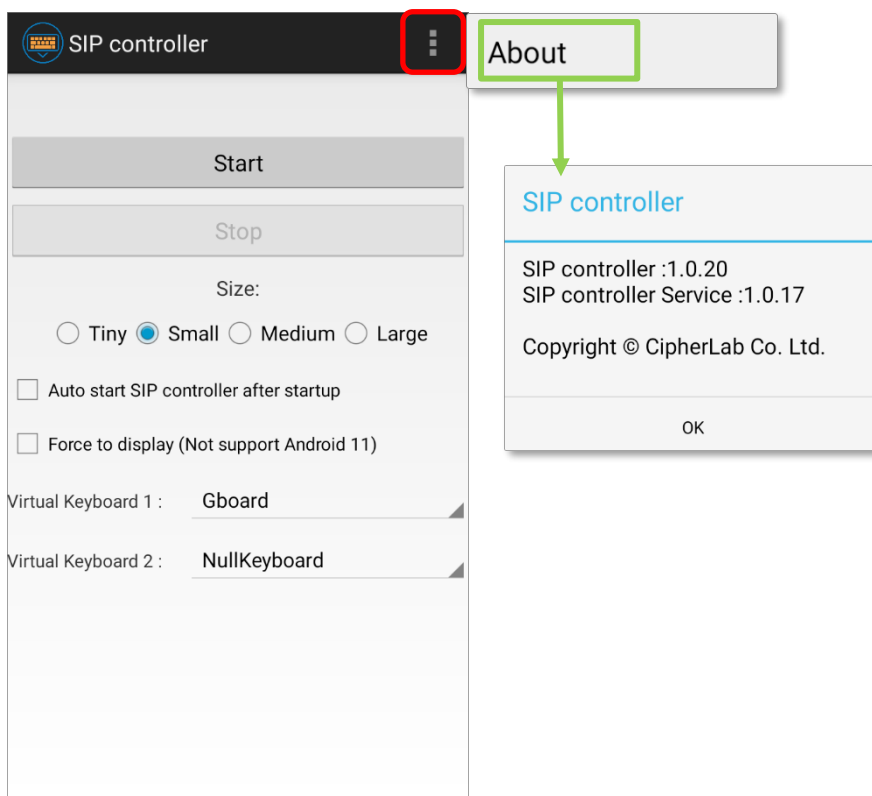 SIP controller
About
Start
Stop
Size:
Tiny Small Medium Large
Auto start SIP controller after startup
Force to display (Not support Android 11)
Virtual Keyboard 1 : Gboard
Virtual Keyboard 2 : NullKeyboard
SIP controller
SIP controller :1.0.20
SIP controller Service :1.0.17
Copyright © CipherLab Co. Ltd.
OK